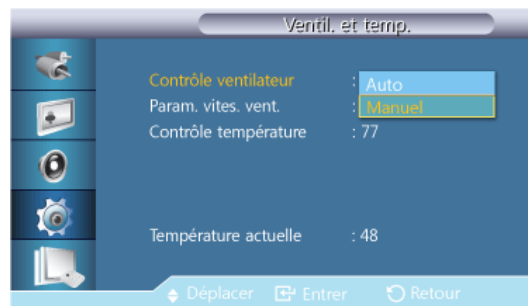 Ventil. et temp.
Contrôle ventilateur : Auto
Param. vites. vent. : Manuel
Contrôle température : 77
Température actuelle : 48
Déplacer Entrer Retour